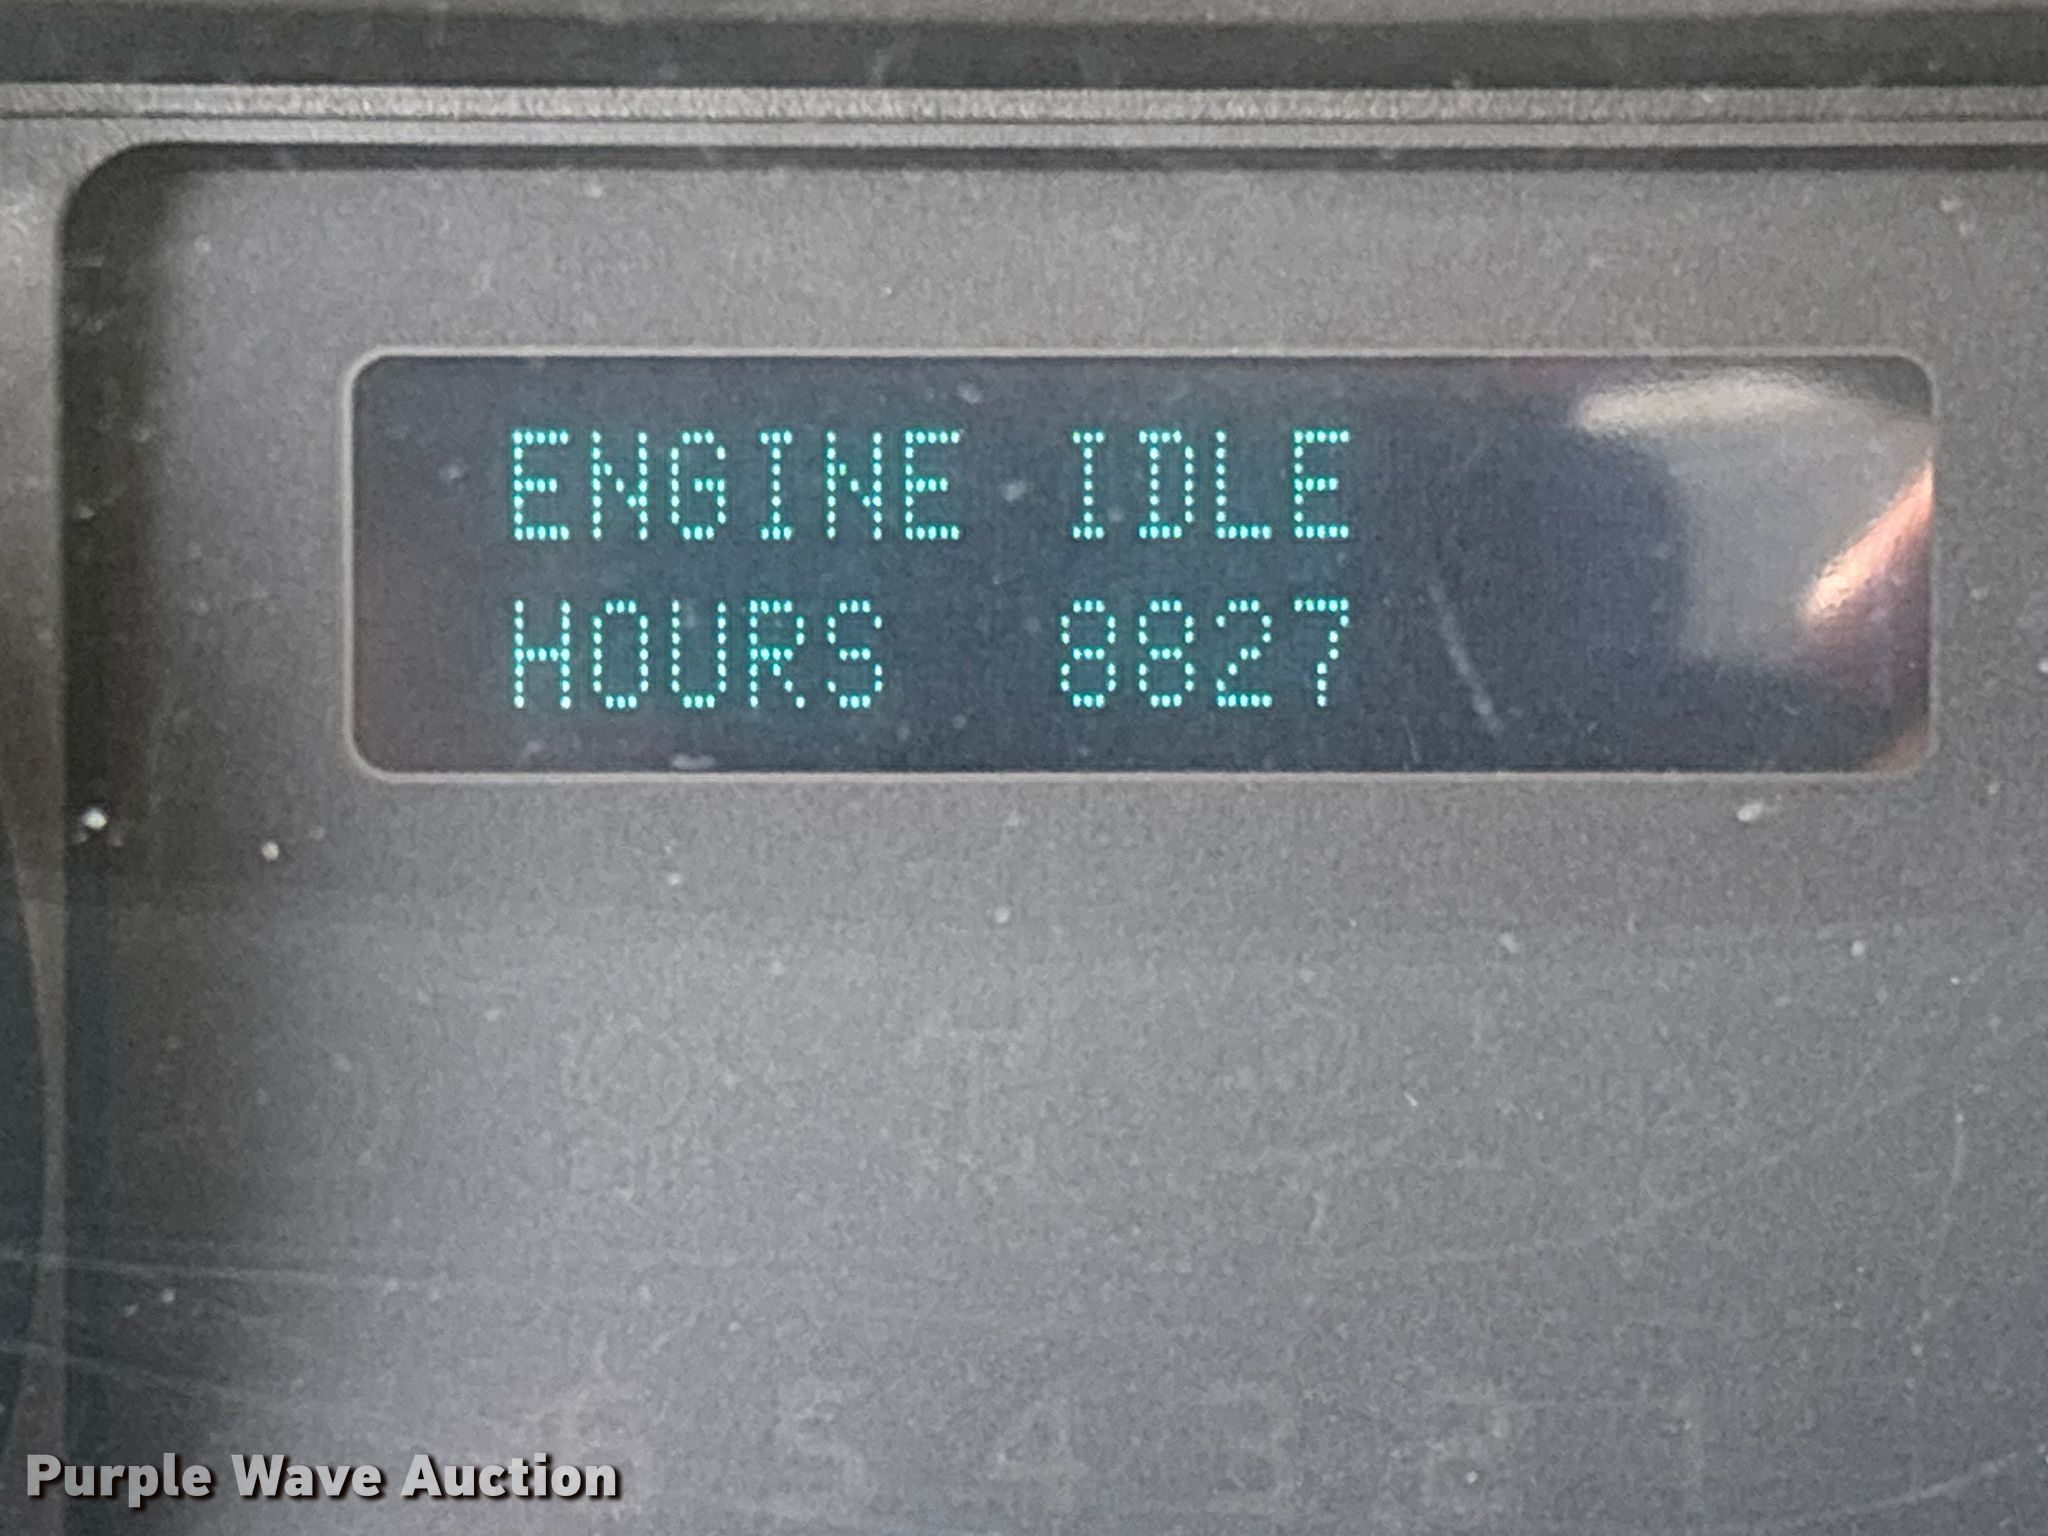 ENGINE IDLE
HOURS 8827
Purple Wave Auction